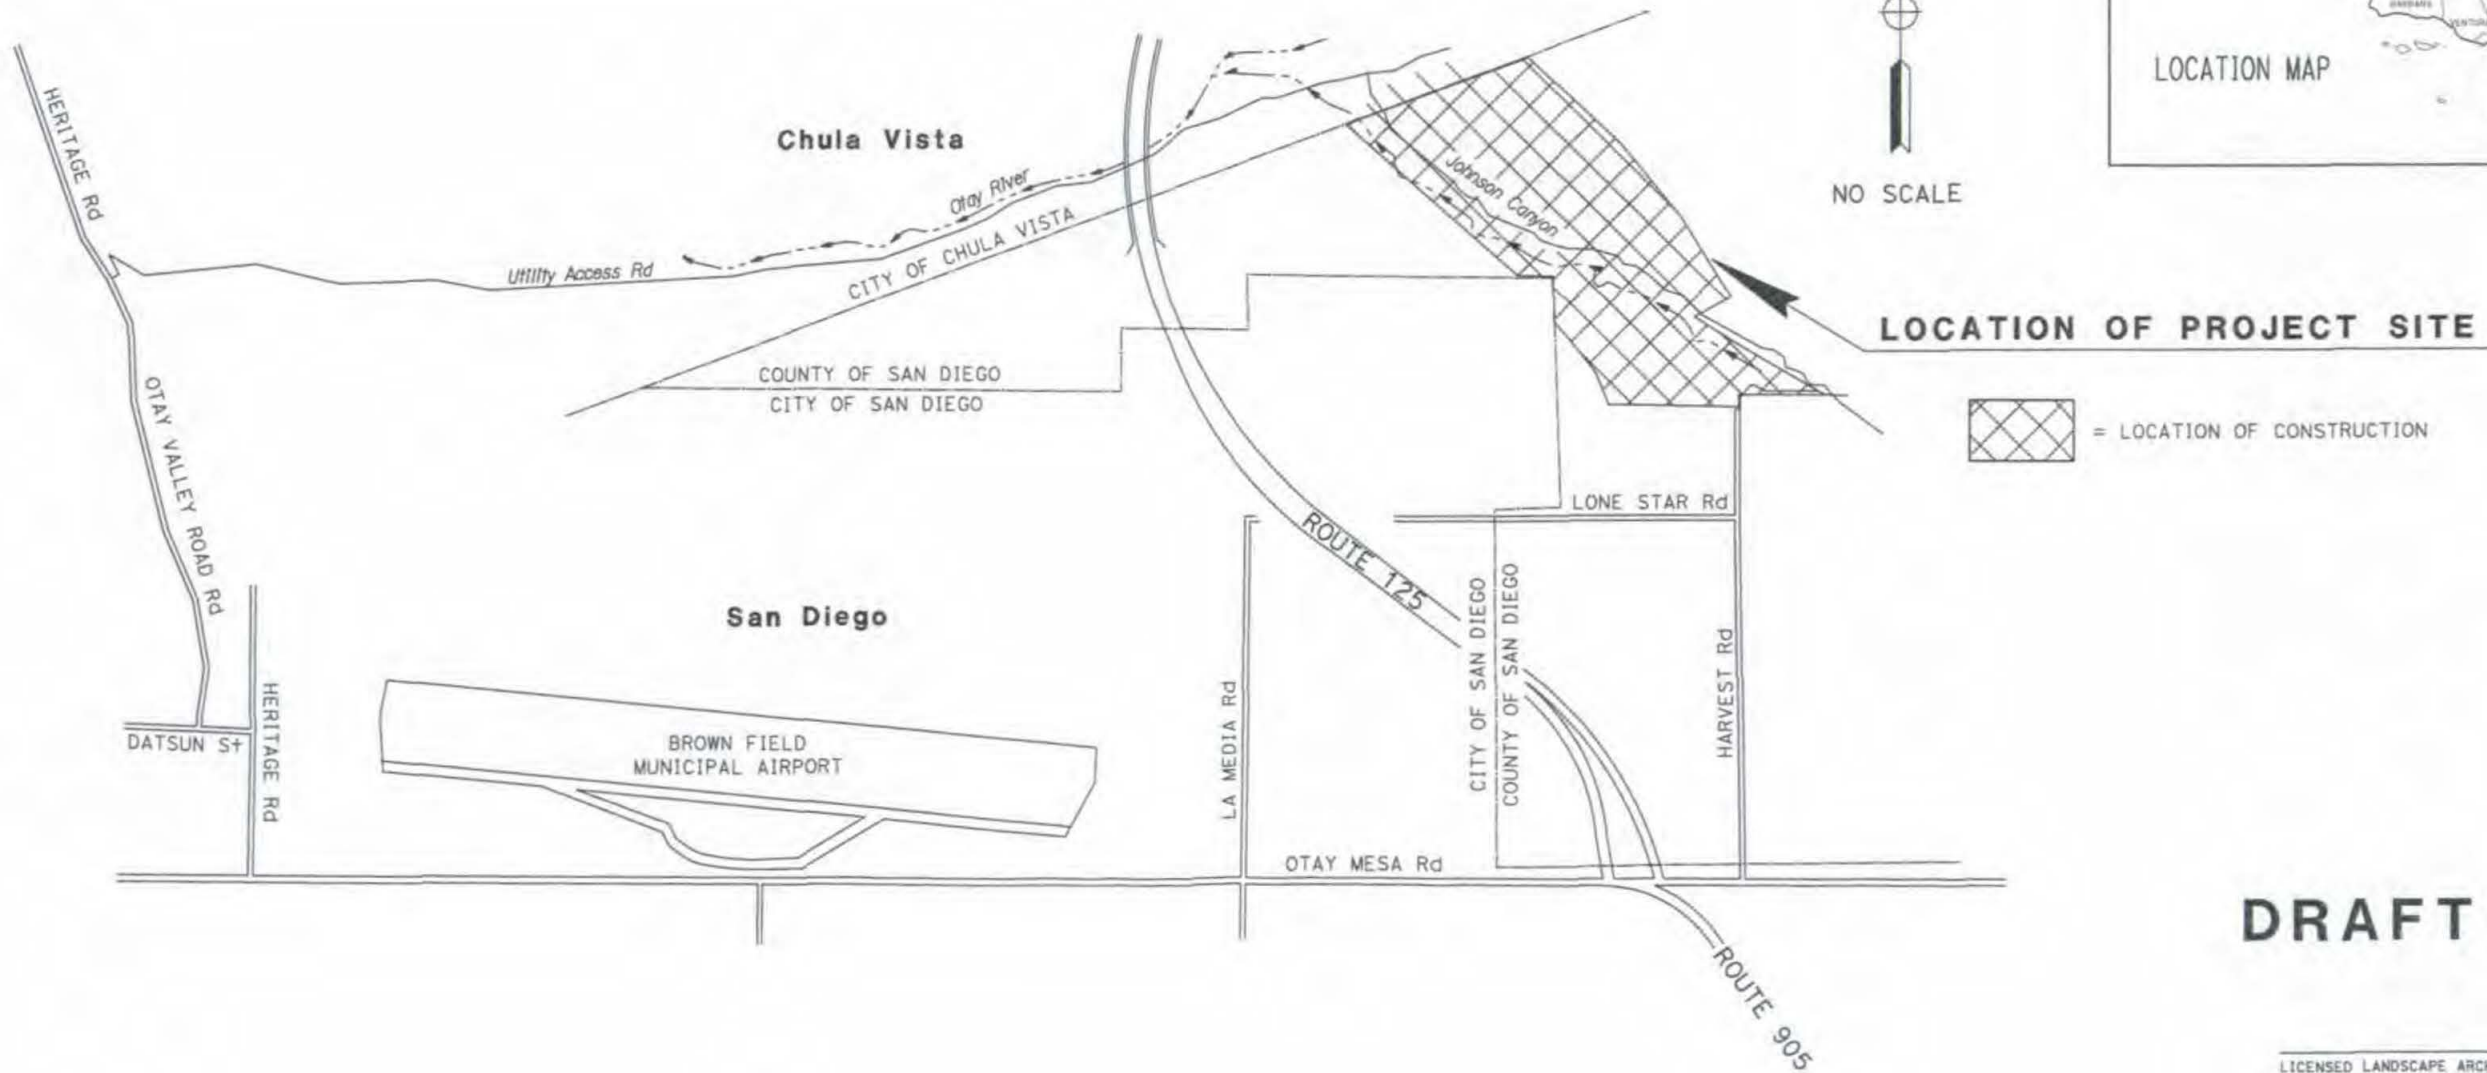 VENTURA
LOCATION MAP
NO SCALE
HERITAGE Rd
Chula Vista
Otay River
CITY OF CHULA VISTA
Utility Access Rd
Johnson Canyon
LOCATION OF PROJECT SITE
COUNTY OF SAN DIEGO
CITY OF SAN DIEGO
= LOCATION OF CONSTRUCTION
OTAY VALLEY ROAD Rd
LONE STAR Rd
ROUTE 125
San Diego
CITY OF SAN DIEGO
COUNTY OF SAN DIEGO
HARVEST Rd
LA MEDIA Rd
HERITAGE Rd
DATSUN St
BROWN FIELD
MUNICIPAL AIRPORT
OTAY MESA Rd
DRAFT
ROUTE 905
LICENSED LANDSCAPE